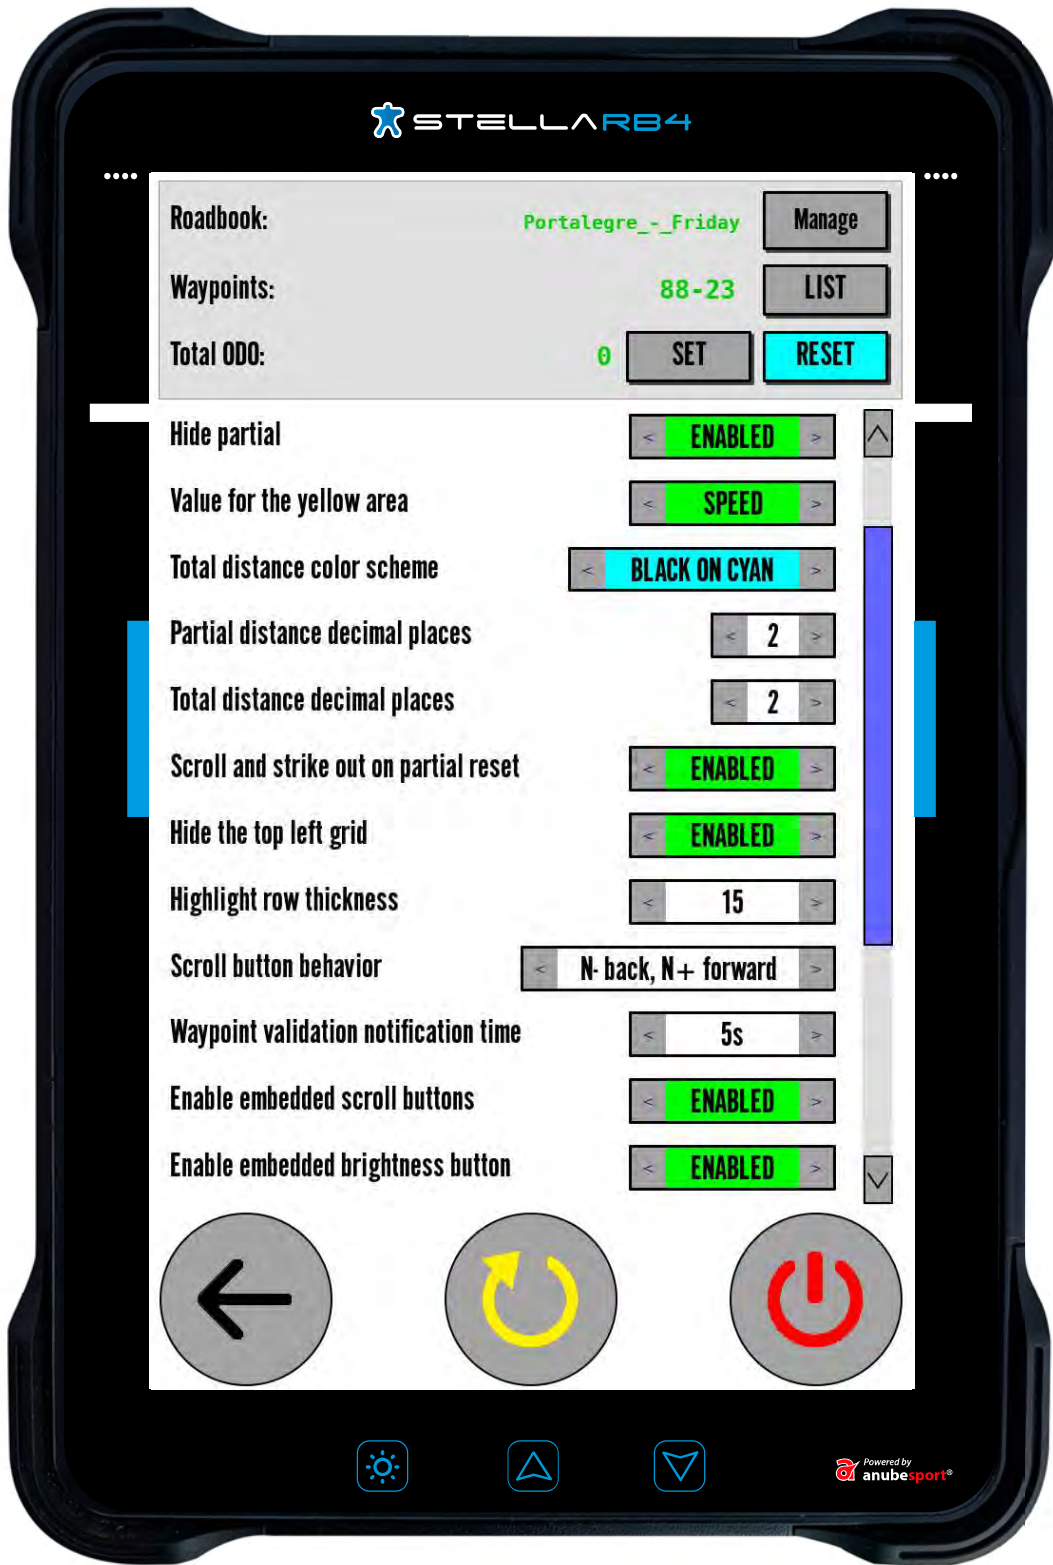 STELLARB4
Roadbook: Portalegre_-_Friday Manage
Waypoints: 88-23 LIST
Total ODO: 0 SET RESET
Hide partial < ENABLED >
Value for the yellow area < SPEED >
Total distance color scheme < BLACK ON CYAN >
Partial distance decimal places < 2 >
Total distance decimal places < 2 >
Scroll and strike out on partial reset < ENABLED >
Hide the top left grid < ENABLED >
Highlight row thickness < 15 >
Scroll button behavior < N- back, N+ forward >
Waypoint validation notification time < 5s >
Enable embedded scroll buttons < ENABLED >
Enable embedded brightness button < ENABLED >
Powered by
anubesport®